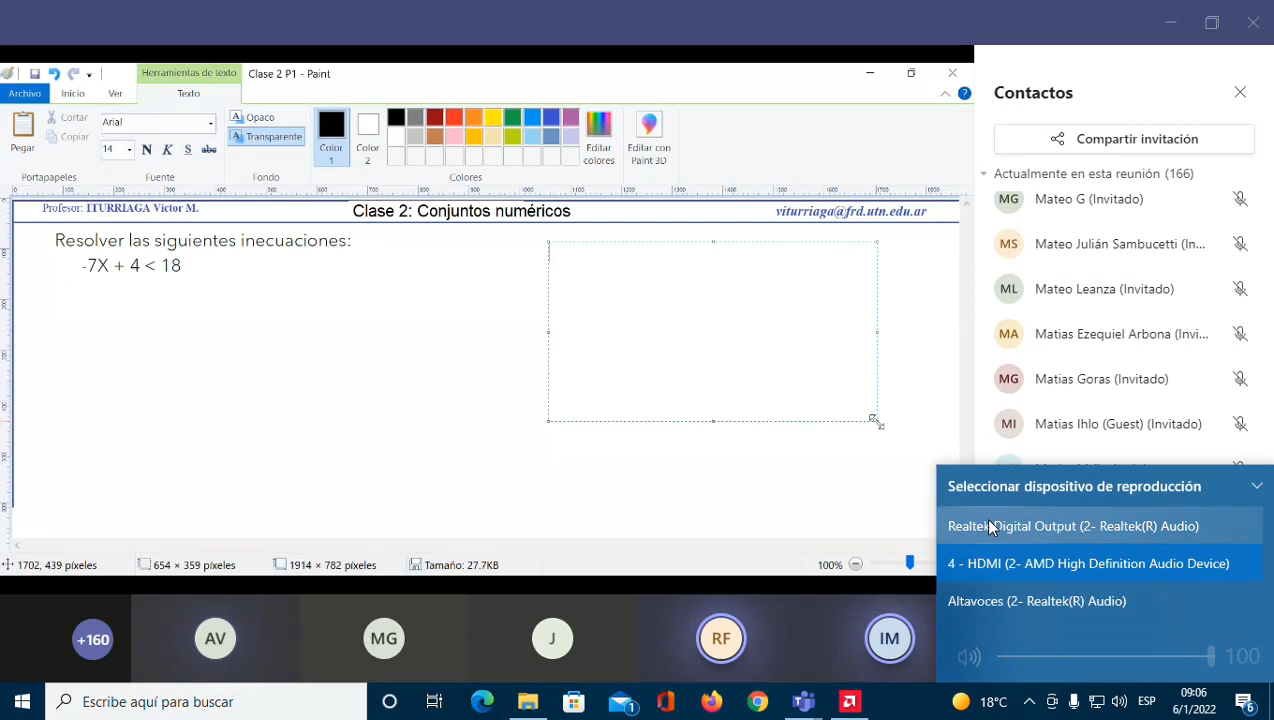 Herramientas de texto
Clase 2 P1 - Paint
Archivo
Inicio
Ver
Texto
Pegar
Cortar
Copiar
Portapapeles
Arial
14
N K S abc
Fuente
Opaco
Transparente
Fondo
Color 1
Color 2
Editar colores
Editar con Paint 3D
Colores
Profesor: ITURRIAGA Victor M.
Clase 2: Conjuntos numéricos
viturriaga@frd.utn.edu.ar
Resolver las siguientes inecuaciones:
-7X + 4 < 18
1702, 439 píxeles
654 × 359 píxeles
1914 × 782 píxeles
Tamaño: 27.7KB
100%
Contactos
Compartir invitación
Actualmente en esta reunión (166)
MG Mateo G (Invitado)
MS Mateo Julián Sambucetti (In...
ML Mateo Leanza (Invitado)
MA Matias Ezequiel Arbona (Invi...
MG Matias Goras (Invitado)
MI Matias Ihlo (Guest) (Invitado)
Seleccionar dispositivo de reproducción
Realtek Digital Output (2- Realtek(R) Audio)
4 - HDMI (2- AMD High Definition Audio Device)
Altavoces (2- Realtek(R) Audio)
100
+160
AV
MG
J
RF
IM
Escribe aquí para buscar
1
18°C
ESP
09:06
6/1/2022
6